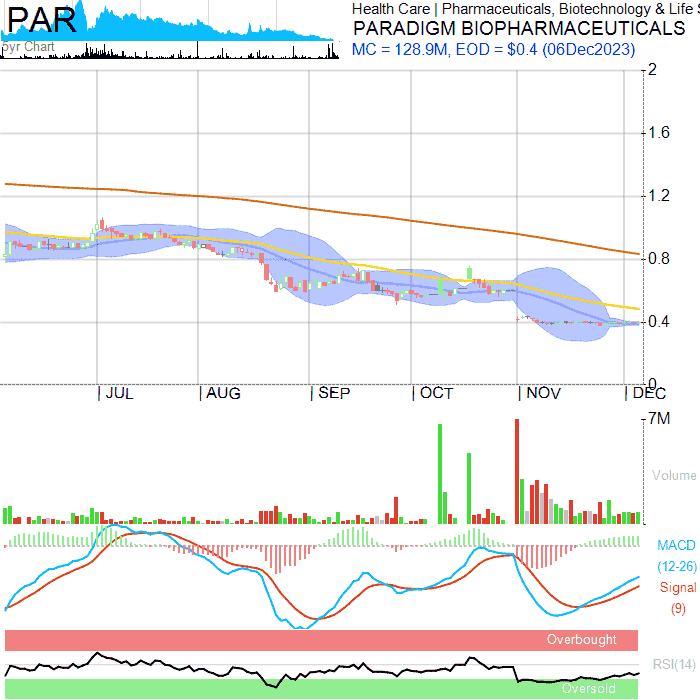 PAR
5yr Chart
Health Care | Pharmaceuticals, Biotechnology & Life S
PARADIGM BIOPHARMACEUTICALS
MC = 128.9M, EOD = $0.4 (06Dec2023)
2
1.6
1.2
0.8
0.4
0
JUL AUG SEP OCT NOV DEC
7M
Volume
MACD
(12-26)
Signal
(9)
Overbought
RSI(14)
Oversold